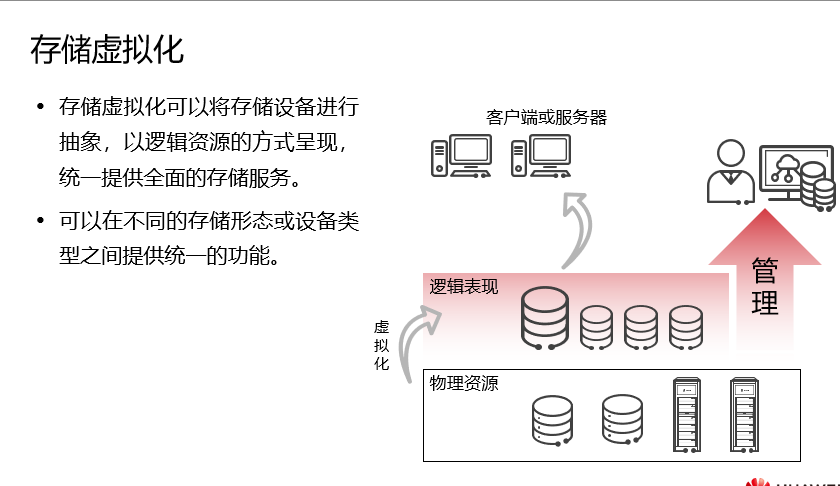 存储虚拟化
• 存储虚拟化可以将存储设备进行
抽象，以逻辑资源的方式呈现，
统一提供全面的存储服务。
• 可以在不同的存储形态或设备类
型之间提供统一的功能。
客户端或服务器
逻辑表现
管
理
虚
拟
化
物理资源